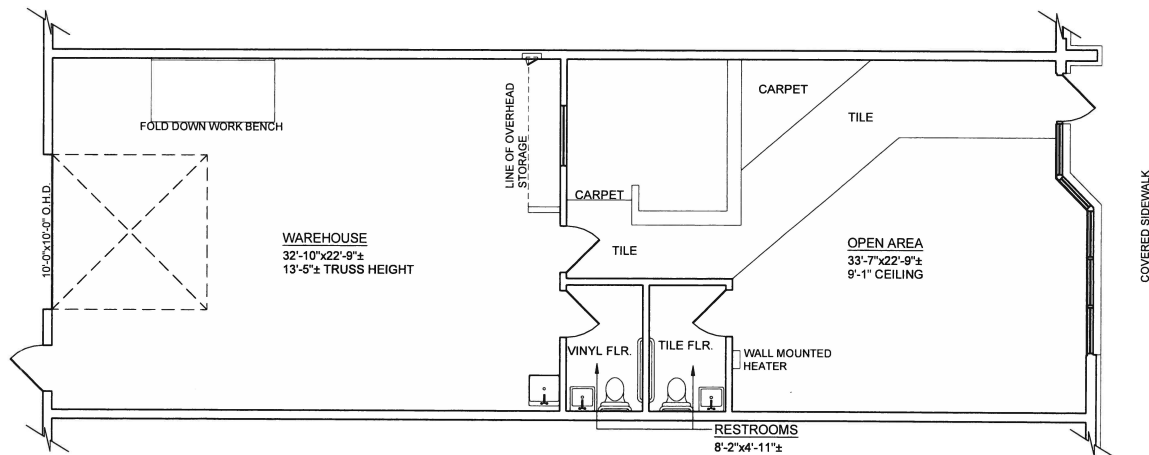 CARPET
TILE
FOLD DOWN WORK BENCH
LINE OF OVERHEAD
STORAGE
10'-0"x10'-0" O.H.D.
CARPET
TILE
WAREHOUSE
32'-10"x22'-9"±
13'-5"± TRUSS HEIGHT
OPEN AREA
33'-7"x22'-9"±
9'-1" CEILING
COVERED SIDEWALK
VINYL FLR.
TILE FLR.
WALL MOUNTED
HEATER
RESTROOMS
8'-2"x4'-11"±